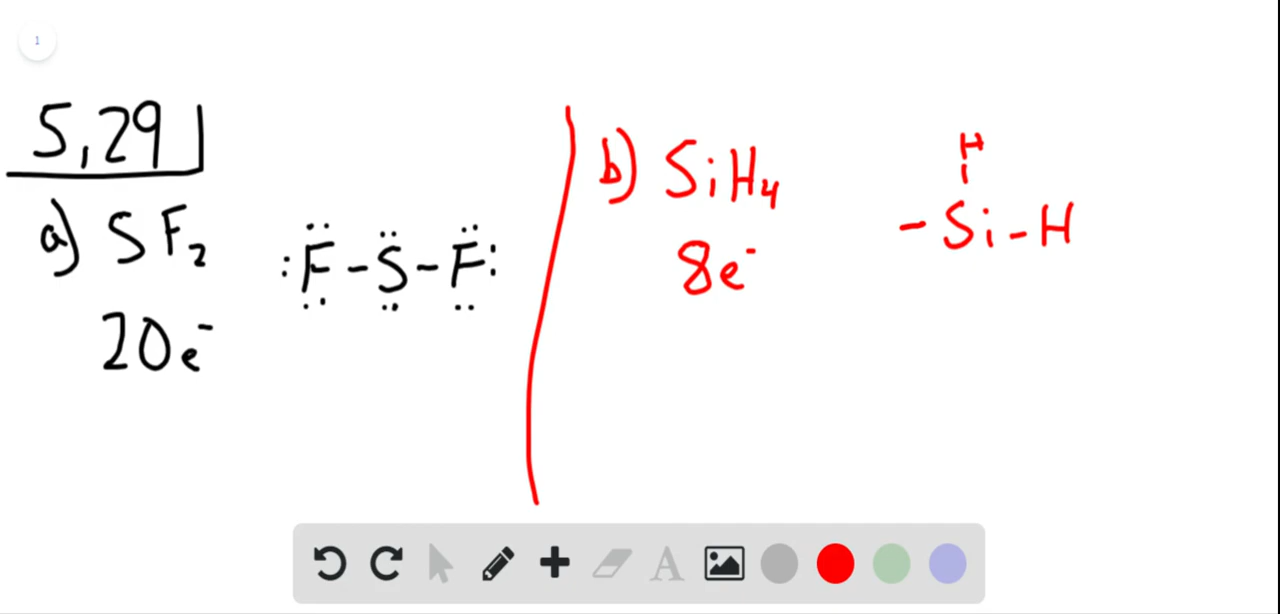 1
5,29
a) SF₂
:F-S-F:
20e⁻
b) SiH₄
8e⁻
H
-Si-H
A